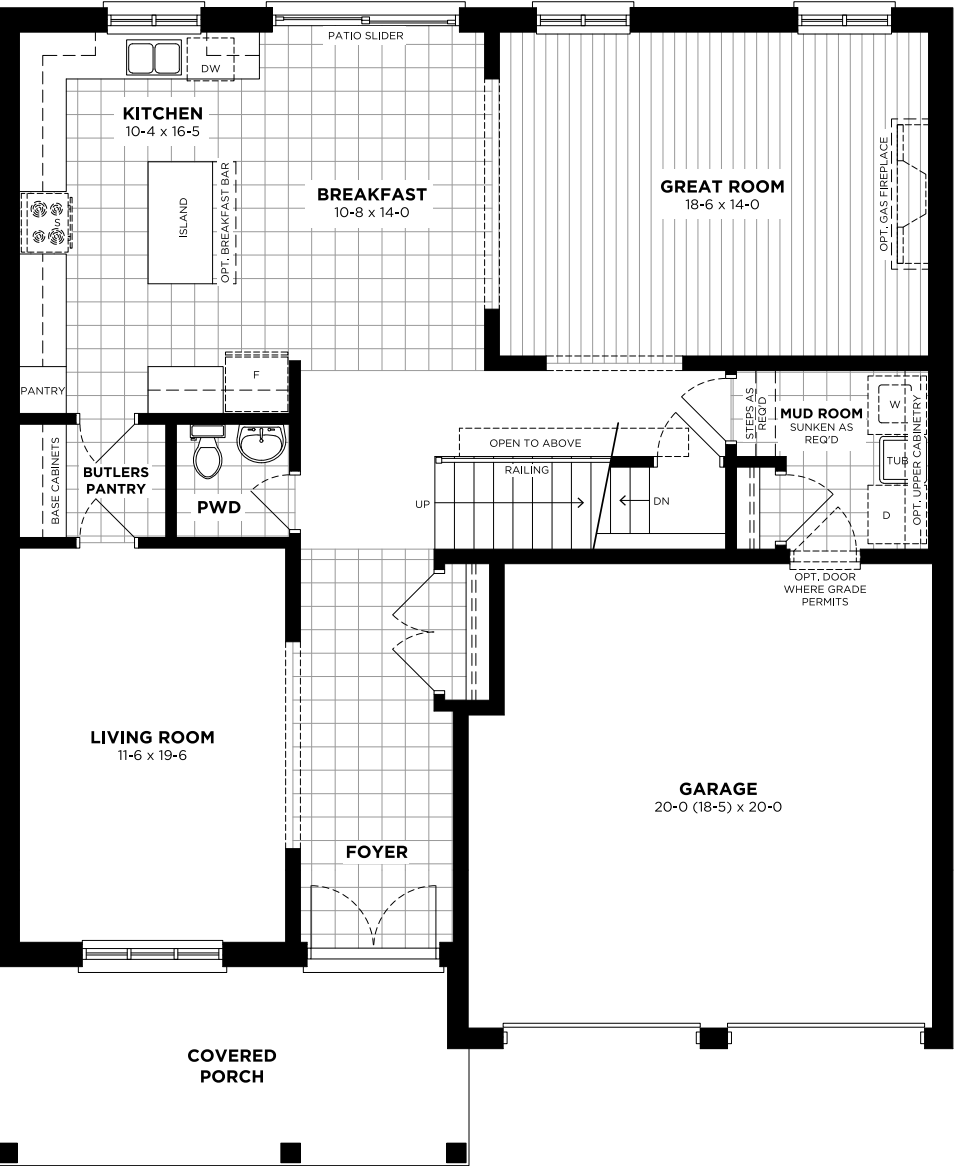 PATIO SLIDER
DW
KITCHEN
10-4 x 16-5
S
ISLAND
OPT. BREAKFAST BAR
BREAKFAST
10-8 x 14-0
GREAT ROOM
18-6 x 14-0
OPT. GAS FIREPLACE
F
PANTRY
BASE CABINETS
BUTLERS
PANTRY
PWD
OPEN TO ABOVE
RAILING
UP
DN
STEPS AS
REQ'D
MUD ROOM
SUNKEN AS
REQ'D
W
TUB
D
OPT. UPPER CABINETRY
OPT. DOOR
WHERE GRADE
PERMITS
LIVING ROOM
11-6 x 19-6
FOYER
GARAGE
20-0 (18-5) x 20-0
COVERED
PORCH